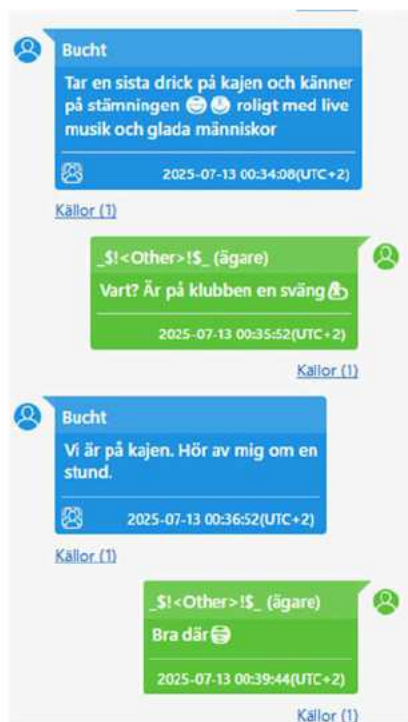 Bucht
Tar en sista drick på kajen och känner
på stämningen roligt med live
musik och glada människor
2025-07-13 00:34:08(UTC+2)
Källor (1)
_$!<Other>!$_ (ägare)
Vart? Är på klubben en sväng
2025-07-13 00:35:52(UTC+2)
Källor (1)
Bucht
Vi är på kajen. Hör av mig om en
stund.
2025-07-13 00:36:52(UTC+2)
Källor (1)
_$!<Other>!$_ (ägare)
Bra där
2025-07-13 00:39:44(UTC+2)
Källor (1)